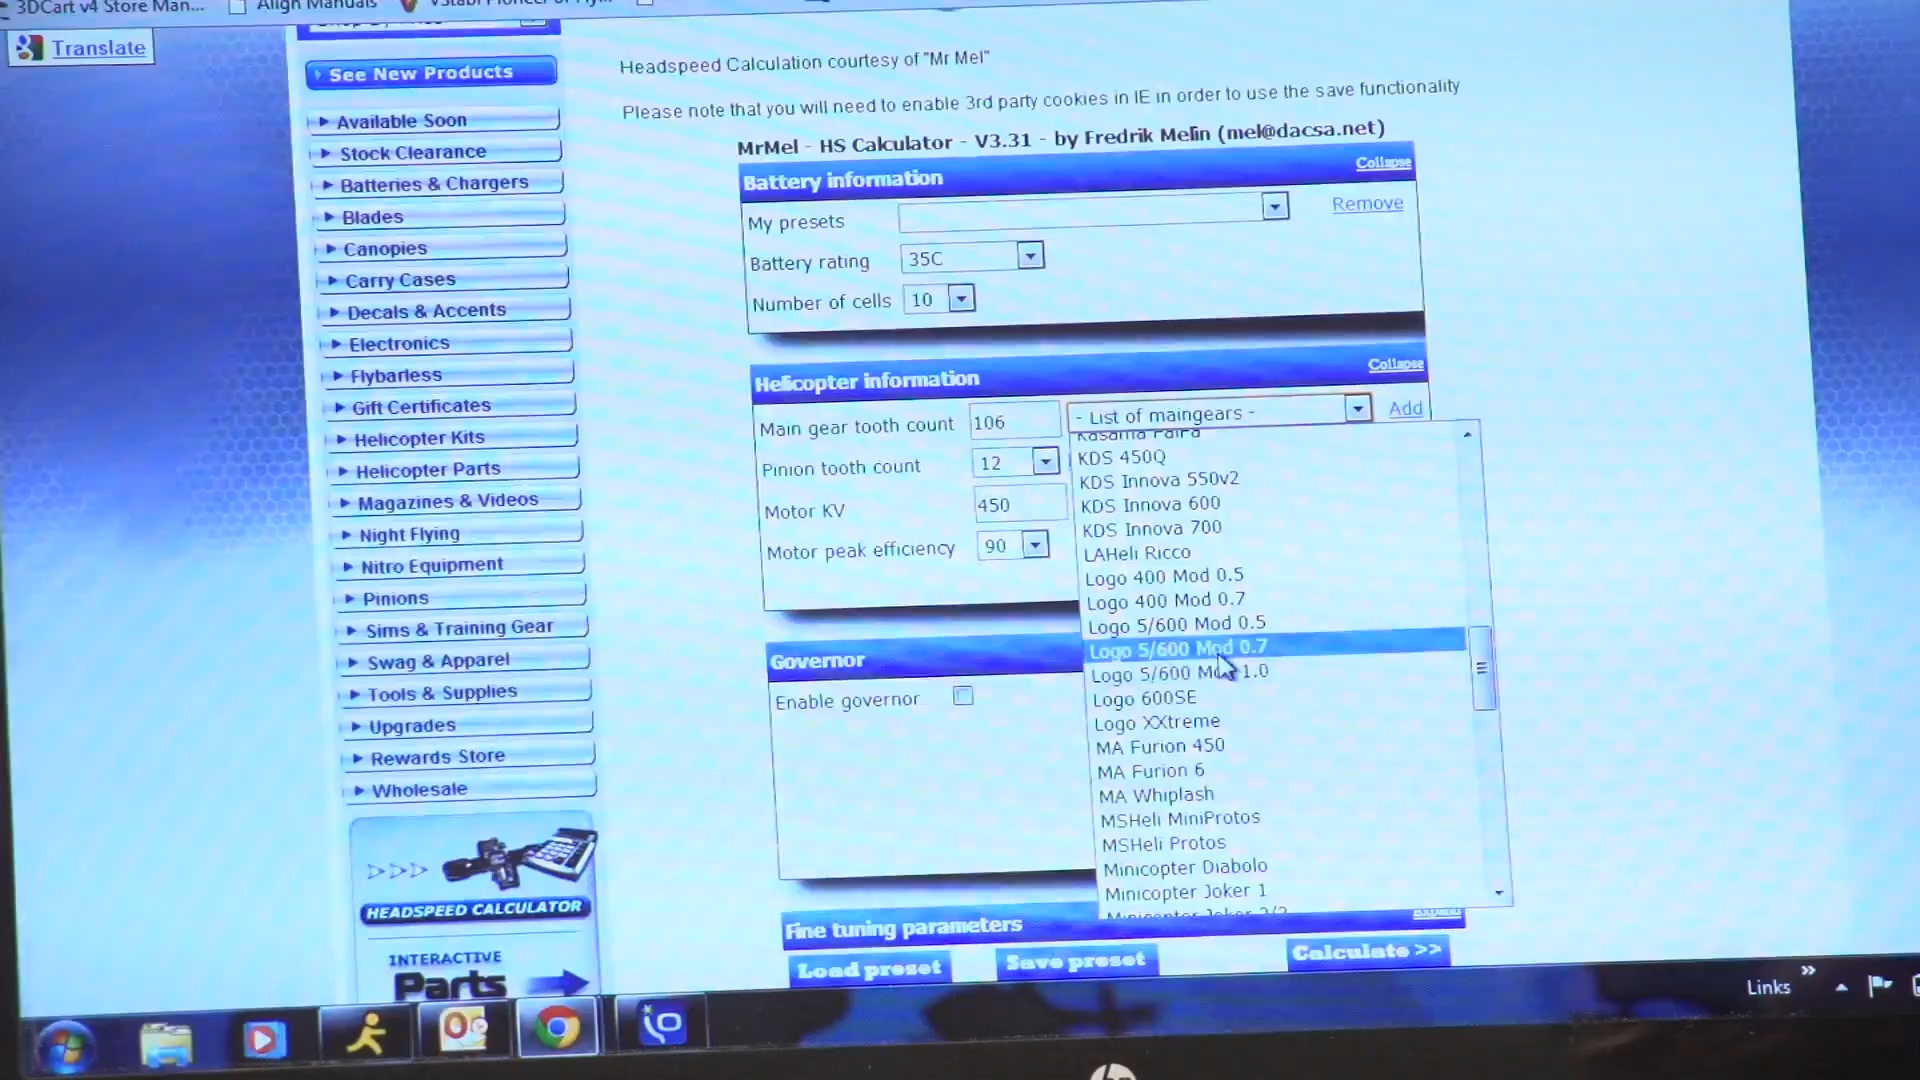 3DCart v4 Store Man...
Align Manuals
Translate
See New Products
Available Soon
Stock Clearance
Batteries & Chargers
Blades
Canopies
Carry Cases
Decals & Accents
Electronics
Flybarless
Gift Certificates
Helicopter Kits
Helicopter Parts
Magazines & Videos
Night Flying
Nitro Equipment
Pinions
Sims & Training Gear
Swag & Apparel
Tools & Supplies
Upgrades
Rewards Store
Wholesale
HEADSPEED CALCULATOR
INTERACTIVE
Parts
Headspeed Calculation courtesy of "Mr Mel"
Please note that you will need to enable 3rd party cookies in IE in order to use the save functionality
MrMel - HS Calculator - V3.31 - by Fredrik Melin (mel@dacsa.net)
Battery information Collapse
My presets Remove
Battery rating 35C
Number of cells 10
Helicopter information Collapse
Main gear tooth count 106 - List of maingears - Add
Pinion tooth count 12
Motor KV 450
Motor peak efficiency 90
KDS 450Q
KDS Innova 550v2
KDS Innova 600
KDS Innova 700
LAHeli Ricco
Logo 400 Mod 0.5
Logo 400 Mod 0.7
Logo 5/600 Mod 0.5
Logo 5/600 Mod 0.7
Logo 5/600 Mod 1.0
Logo 600SE
Logo XXtreme
MA Furion 450
MA Furion 6
MA Whiplash
MSHeli MiniProtos
MSHeli Protos
Minicopter Diabolo
Minicopter Joker 1
Governor
Enable governor
Fine tuning parameters
Load preset Save preset Calculate >>
Links
hp